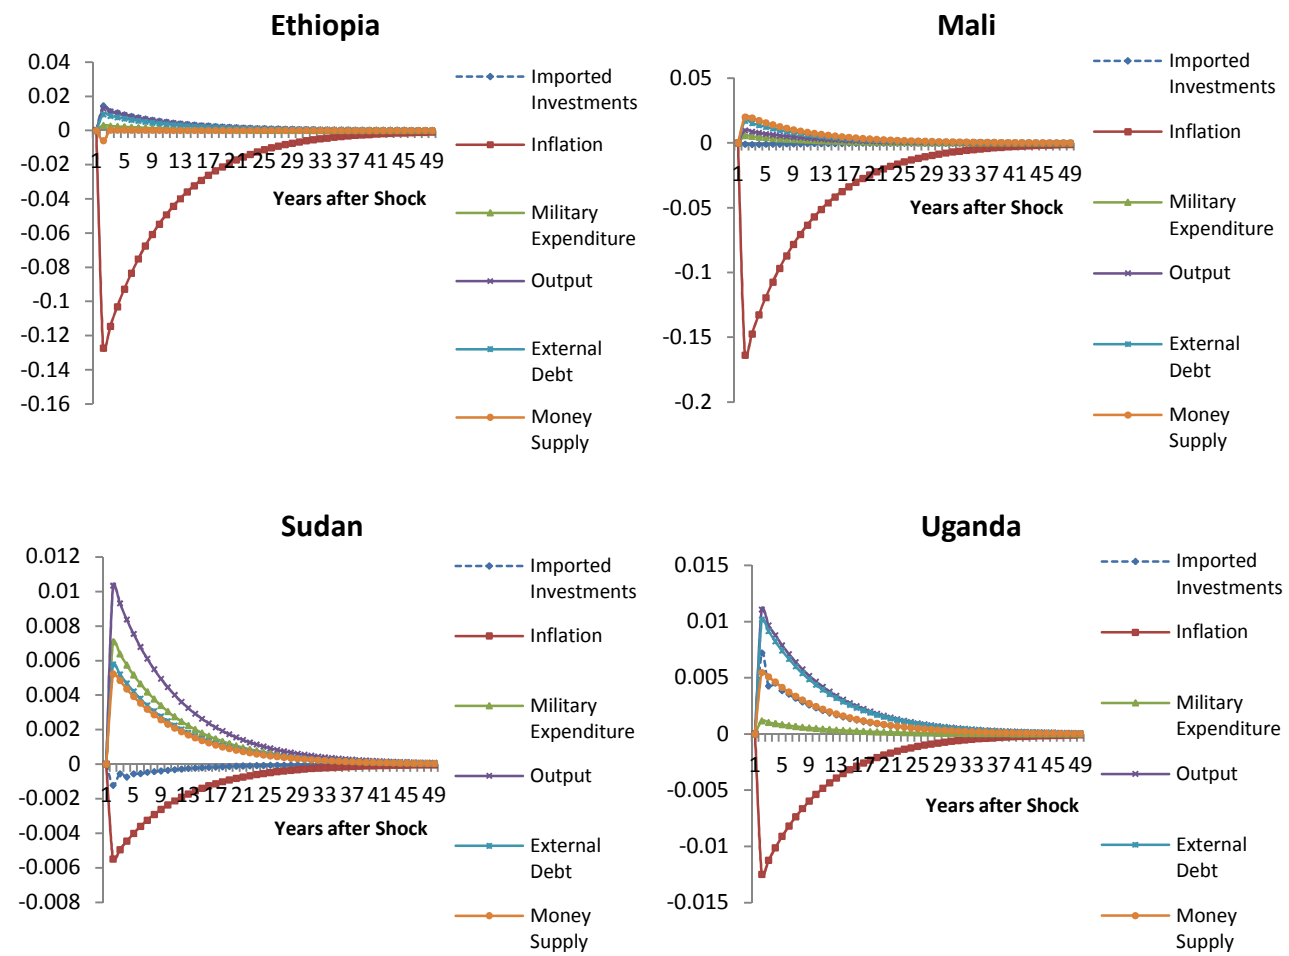 Ethiopia
0.04
0.02
0
-0.02
-0.04
-0.06
-0.08
-0.1
-0.12
-0.14
-0.16
1 5 9 13 17 21 25 29 33 37 41 45 49
Years after Shock
Imported
Investments
Inflation
Military
Expenditure
Output
External
Debt
Money
Supply
Mali
0.05
0
-0.05
-0.1
-0.15
-0.2
1 5 9 13 17 21 25 29 33 37 41 45 49
Years after Shock
Imported
Investments
Inflation
Military
Expenditure
Output
External
Debt
Money
Supply
Sudan
0.012
0.01
0.008
0.006
0.004
0.002
0
-0.002
-0.004
-0.006
-0.008
1 5 9 13 17 21 25 29 33 37 41 45 49
Years after Shock
Imported
Investments
Inflation
Military
Expenditure
Output
External
Debt
Money
Supply
Uganda
0.015
0.01
0.005
0
-0.005
-0.01
-0.015
1 5 9 13 17 21 25 29 33 37 41 45 49
Years after Shock
Imported
Investments
Inflation
Military
Expenditure
Output
External
Debt
Money
Supply